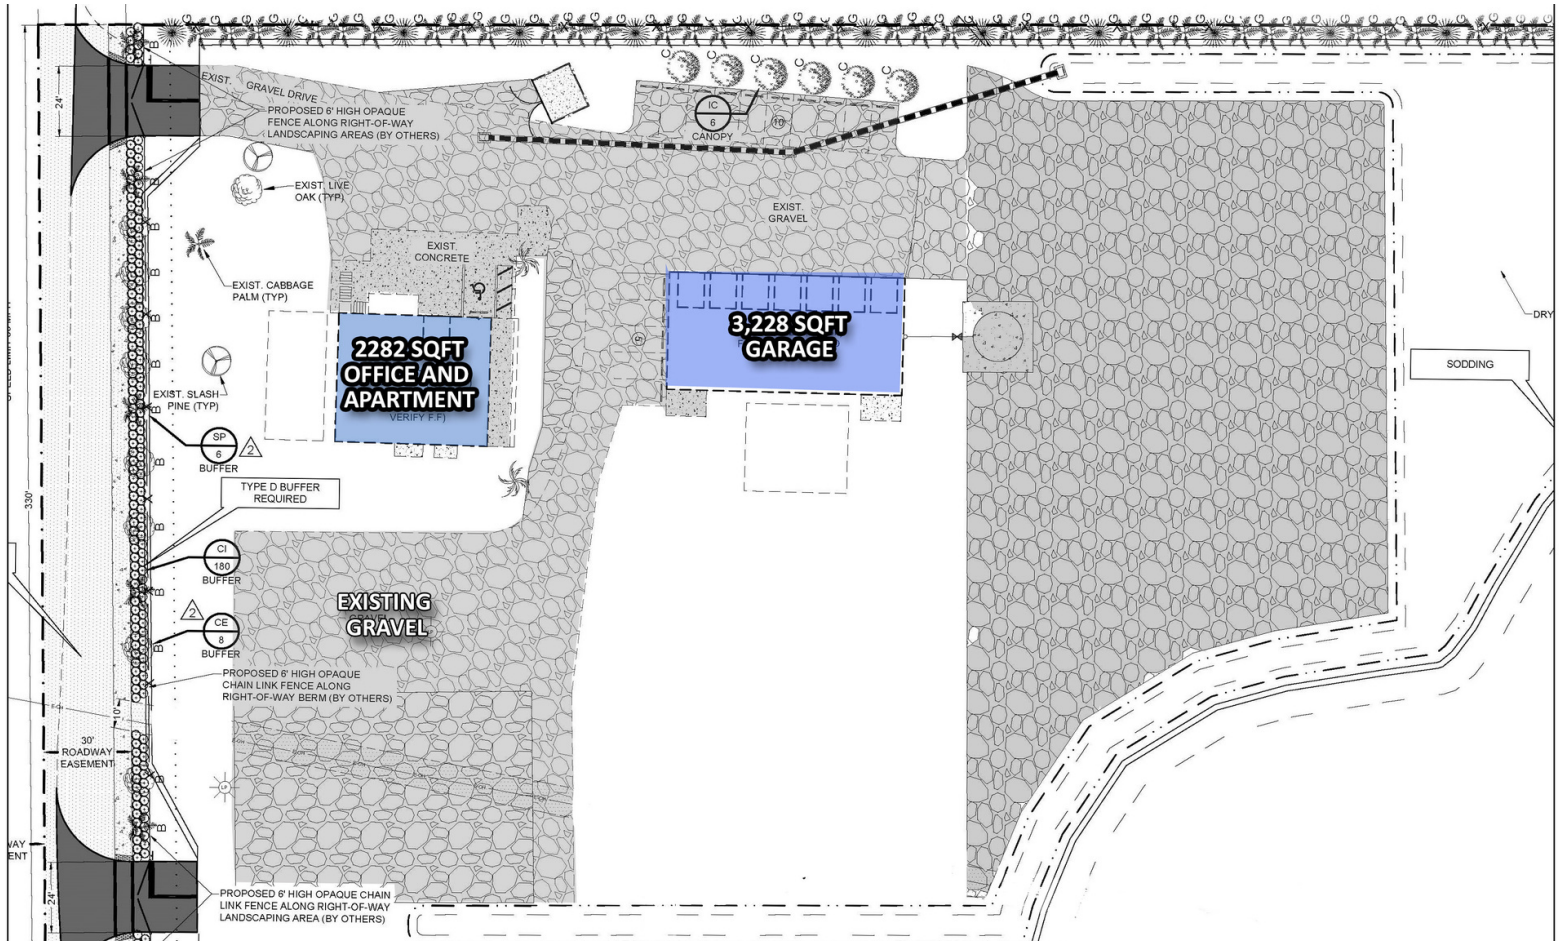 EXIST.
GRAVEL DRIVE
24'
PROPOSED 6' HIGH OPAQUE
FENCE ALONG RIGHT-OF-WAY
LANDSCAPING AREAS (BY OTHERS)
IC
6
CANOPY
10
EXIST. LIVE
OAK (TYP)
EXIST.
GRAVEL
EXIST.
CONCRETE
EXIST. CABBAGE
PALM (TYP)
DRY
2282 SQFT
OFFICE AND
APARTMENT
VERIFY F.F)
3,228 SQFT
GARAGE
5
SODDING
EXIST. SLASH
PINE (TYP)
SP
6
BUFFER
2
TYPE D BUFFER
REQUIRED
330'
CI
180
BUFFER
2
CE
8
BUFFER
EXISTING
GRAVEL
PROPOSED 6' HIGH OPAQUE
CHAIN LINK FENCE ALONG
RIGHT-OF-WAY BERM (BY OTHERS)
10'
30'
ROADWAY
EASEMENT
LP
24'
PROPOSED 6' HIGH OPAQUE CHAIN
LINK FENCE ALONG RIGHT-OF-WAY
LANDSCAPING AREA (BY OTHERS)